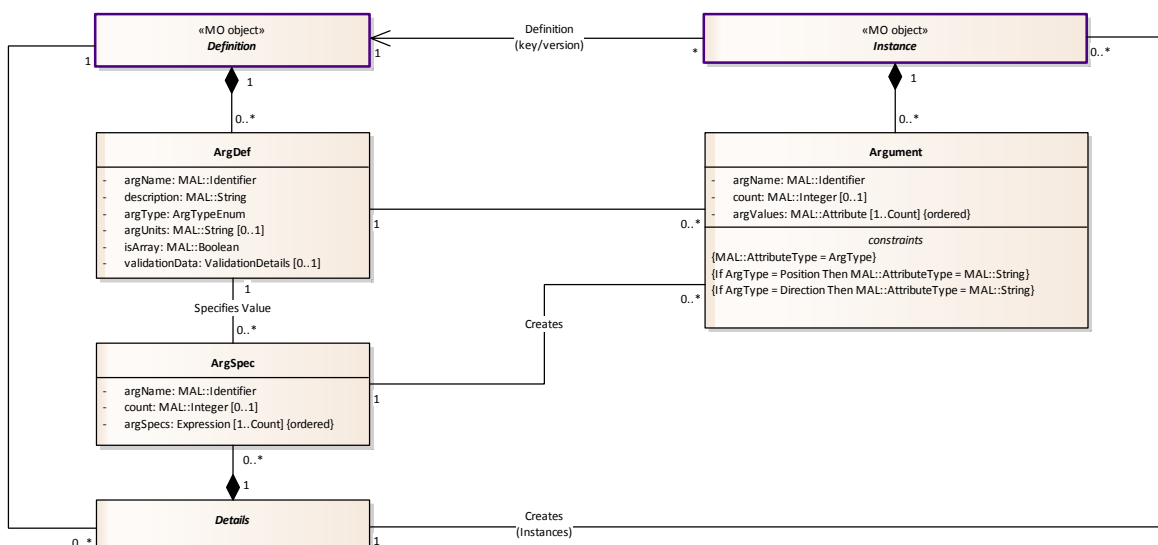 «MO object»
Definition
Definition
(key/version)
«MO object»
Instance
1
1
*
0..*
1
0..*
1
0..*
ArgDef
- argName: MAL::Identifier
- description: MAL::String
- argType: ArgTypeEnum
- argUnits: MAL::String [0..1]
- isArray: MAL::Boolean
- validationData: ValidationDetails [0..1]
1
0..*
Argument
- argName: MAL::Identifier
- count: MAL::Integer [0..1]
- argValues: MAL::Attribute [1..Count] {ordered}
constraints
{MAL::AttributeType = ArgType}
{If ArgType = Position Then MAL::AttributeType = MAL::String}
{If ArgType = Direction Then MAL::AttributeType = MAL::String}
1
Specifies Value
0..*
0..*
Creates
ArgSpec
- argName: MAL::Identifier
- count: MAL::Integer [0..1]
- argSpecs: Expression [1..Count] {ordered}
1
0..*
1
Details
0..*
1
Creates
(Instances)